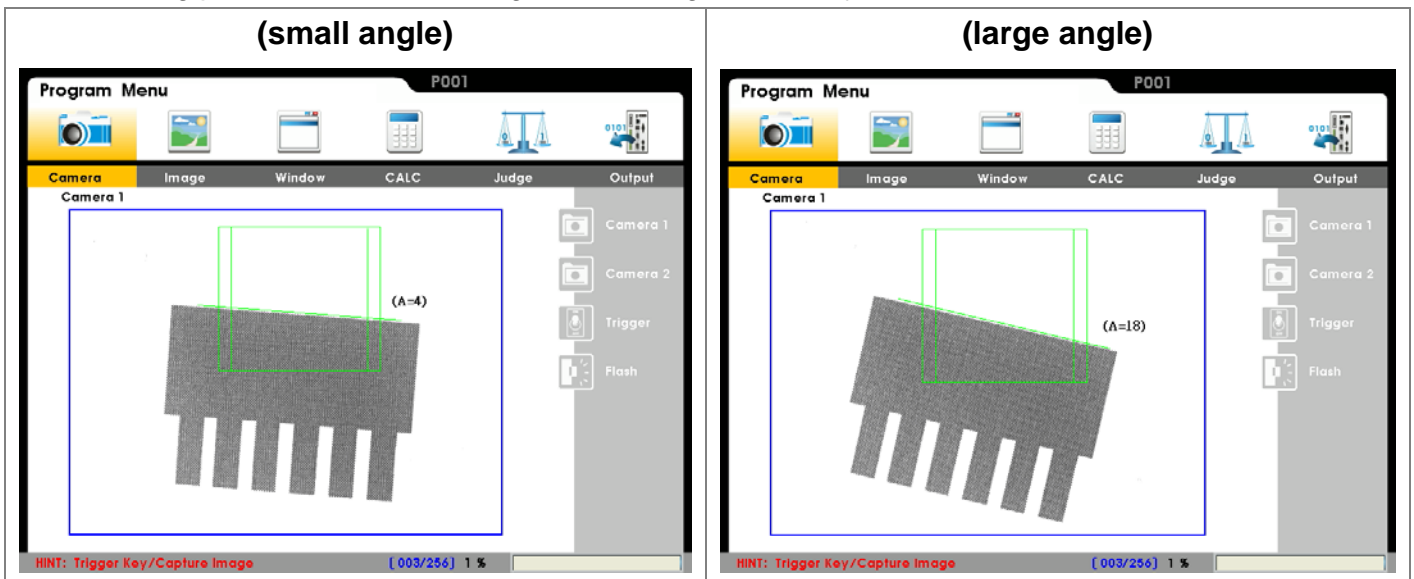 (small angle)
Program Menu
P001
0101
Camera Image Window CALC Judge Output
Camera 1
Camera 1
Camera 2
(A=4)
Trigger
Flash
HINT: Trigger Key/Capture Image [003/256] 1 %
(large angle)
Program Menu
P001
0101
Camera Image Window CALC Judge Output
Camera 1
Camera 1
Camera 2
(A=18)
Trigger
Flash
HINT: Trigger Key/Capture Image [003/256] 1 %